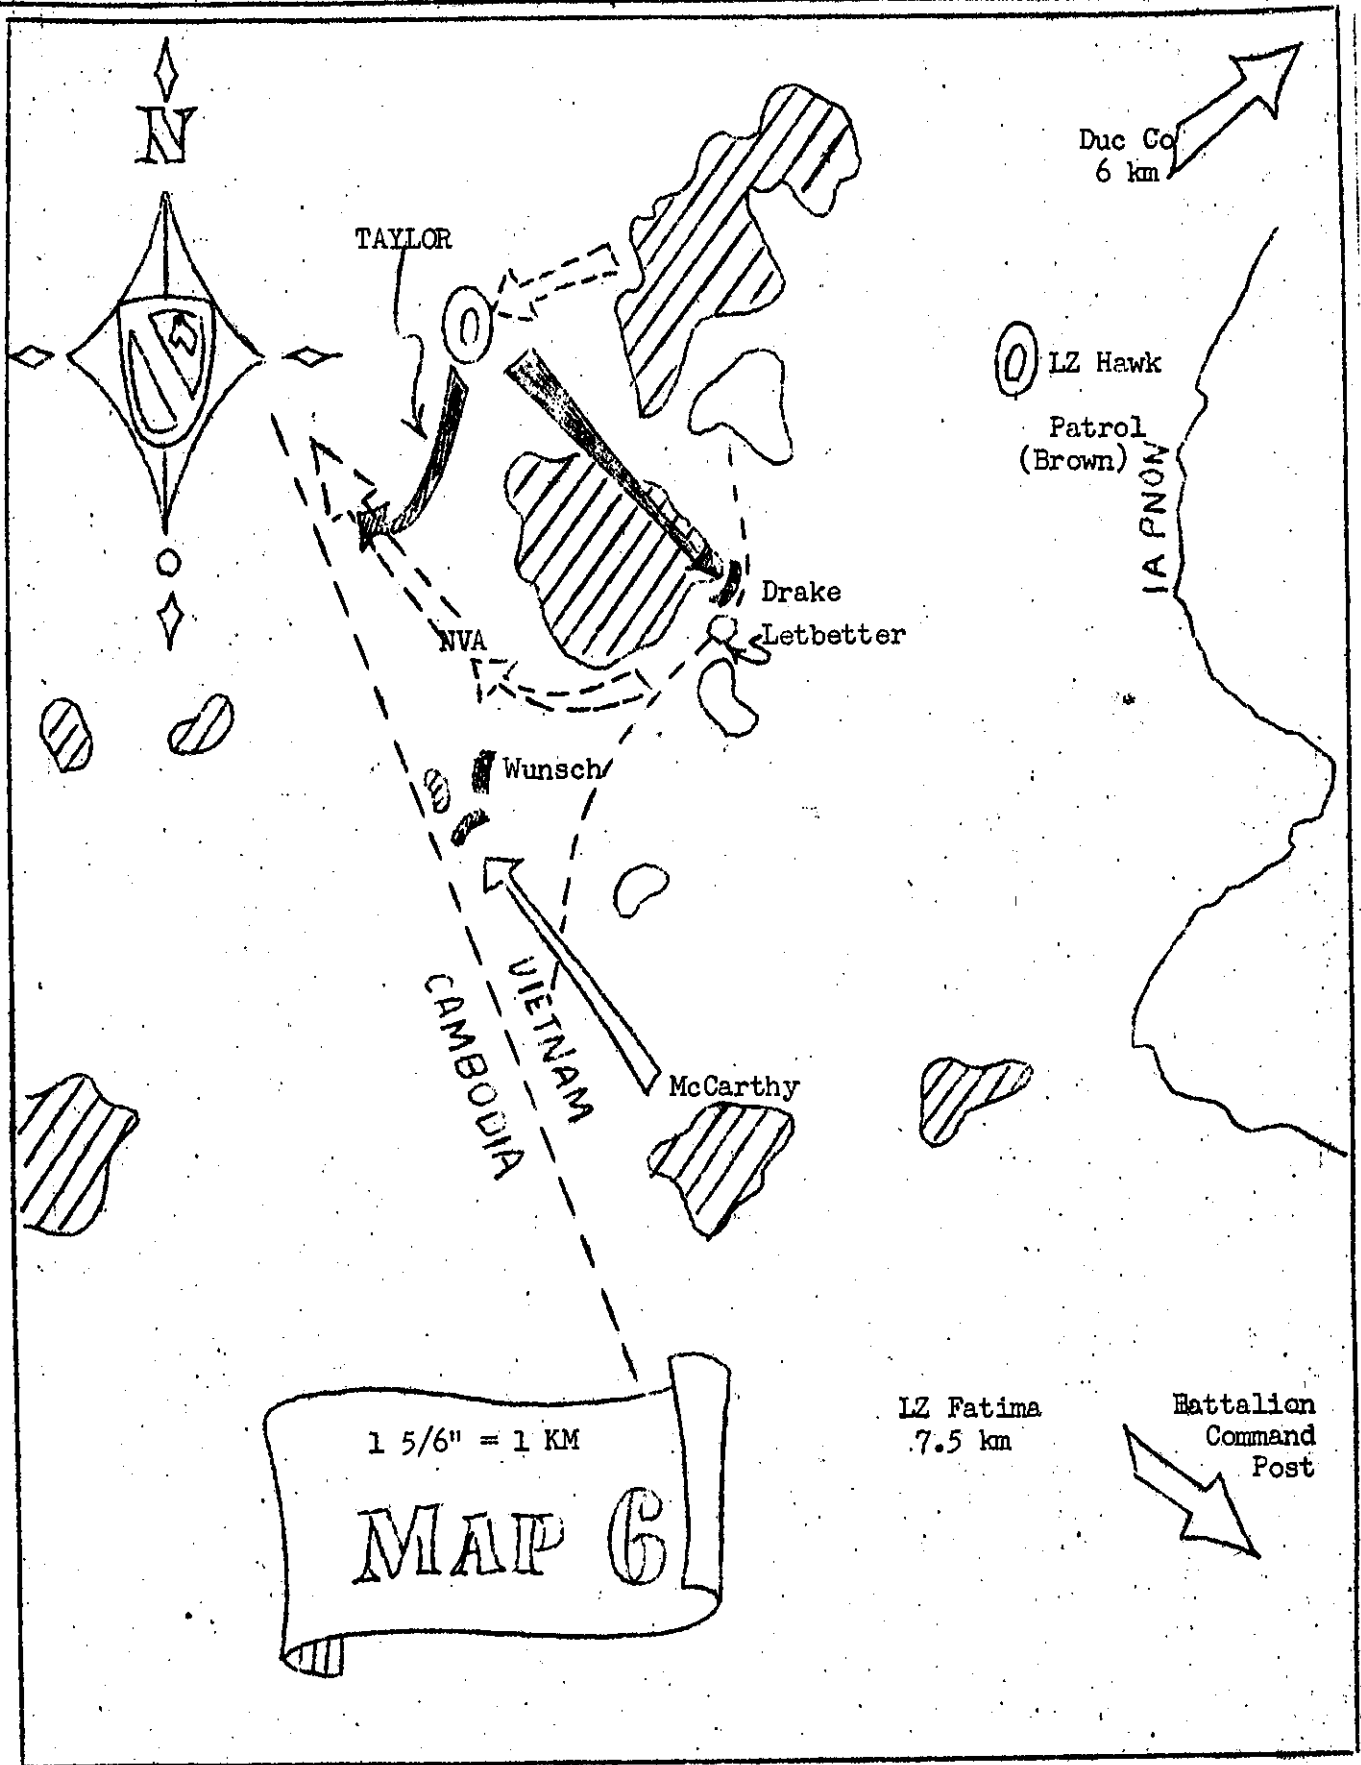 N
Duc Co
6 km
TAYLOR
LZ Hawk
Patrol
(Brown)
IA PNON
Drake
Letbetter
NVA
Wunsch
VIETNAM
CAMBODIA
McCarthy
LZ Fatima
7.5 km
Battalion
Command
Post
1 5/6" = 1 KM
MAP 6